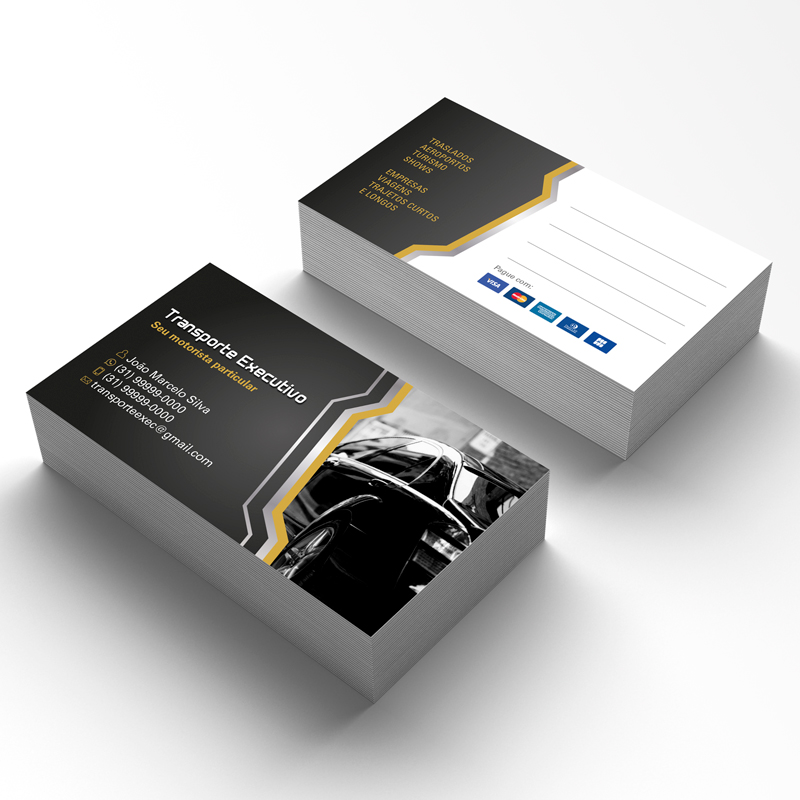 Transporte Executivo
Seu motorista particular
João Marcelo Silva
(31) 99999-0000
(31) 99999-0000
transporteexec@gmail.com
TRASLADOS
AEROPORTOS
TURISMO
SHOWS
EMPRESAS
VIAGENS
TRAJETOS CURTOS
E LONGOS
Pague com:
VISA